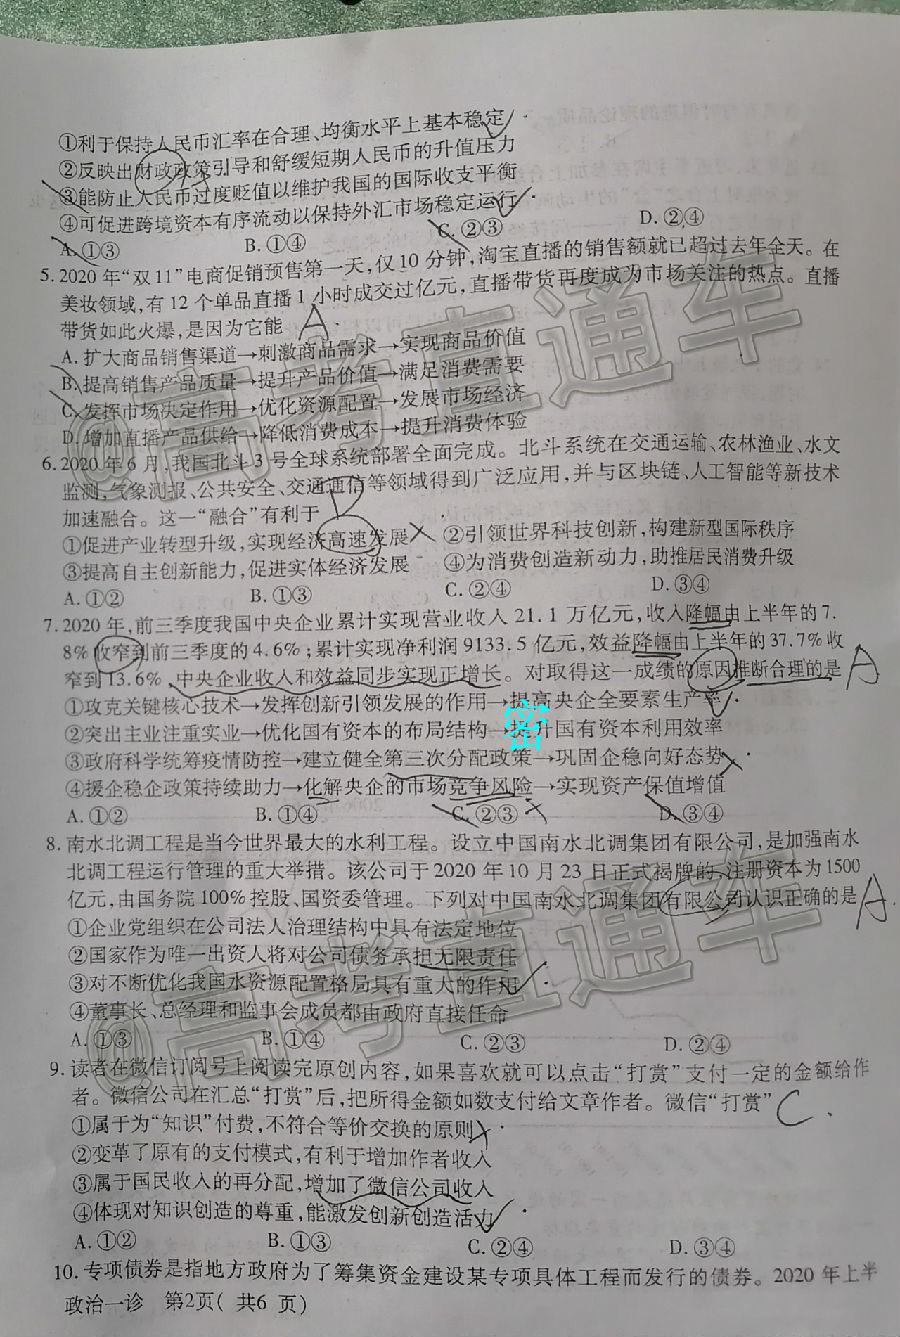 ①利于保持人民币汇率在合理、均衡水平上基本稳定
②反映出财政政策引导和舒缓短期人民币的升值压力
③能防止人民币过度贬值以维护我国的国际收支平衡
④可促进跨境资本有序流动以保持外汇市场稳定运行
A.①③ B.①④ C.②③ D.②④
5.2020年“双11”电商促销预售第一天,仅10分钟,淘宝直播的销售额就已超过去年全天。在
美妆领域,有12个单品直播1小时成交过亿元,直播带货再度成为市场关注的热点。直播
带货如此火爆,是因为它能 A
A.扩大商品销售渠道→刺激商品需求→实现商品价值
B.提高销售产品质量→提升产品价值→满足消费需要
C.发挥市场决定作用→优化资源配置→发展市场经济
D.增加直播产品供给→降低消费成本→提升消费体验
6.2020年6月,我国北斗3号全球系统部署全面完成。北斗系统在交通运输、农林渔业、水文
监测、气象测报、公共安全、交通通信等领域得到广泛应用,并与区块链、人工智能等新技术
加速融合。这一“融合”有利于 D
①促进产业转型升级,实现经济高速发展 ②引领世界科技创新,构建新型国际秩序
③提高自主创新能力,促进实体经济发展 ④为消费创造新动力,助推居民消费升级
A.①② B.①③ C.②④ D.③④
7.2020年,前三季度我国中央企业累计实现营业收入21.1万亿元,收入降幅由上半年的7.
8%收窄到前三季度的4.6%;累计实现净利润9133.5亿元,效益降幅由上半年的37.7%收
窄到13.6%,中央企业收入和效益同步实现正增长。对取得这一成绩的原因推断合理的是 A
①攻克关键核心技术→发挥创新引领发展的作用→提高央企全要素生产率
②突出主业注重实业→优化国有资本的布局结构→提升国有资本利用效率
③政府科学统筹疫情防控→建立健全第三次分配政策→巩固企稳向好态势
④援企稳企政策持续助力→化解央企的市场竞争风险→实现资产保值增值
A.①② B.①④ C.②③ D.③④
密
8.南水北调工程是当今世界最大的水利工程。设立中国南水北调集团有限公司,是加强南水
北调工程运行管理的重大举措。该公司于2020年10月23日正式揭牌的,注册资本为1500
亿元,由国务院100%控股、国资委管理。下列对中国南水北调集团有限公司认识正确的是 A
①企业党组织在公司法人治理结构中具有法定地位
②国家作为唯一出资人将对公司债务承担无限责任
③对不断优化我国水资源配置格局具有重大的作用
④董事长、总经理和监事会成员都由政府直接任命
A.①③ B.①④ C.②③ D.②④
9.读者在微信订阅号上阅读完原创内容,如果喜欢就可以点击“打赏”支付一定的金额给作
者。微信公司在汇总“打赏”后,把所得金额如数支付给文章作者。微信“打赏” C.
①属于为“知识”付费,不符合等价交换的原则
②变革了原有的支付模式,有利于增加作者收入
③属于国民收入的再分配,增加了微信公司收入
④体现对知识创造的尊重,能激发创新创造活力
A.①② B.①③ C.②④ D.③④
10.专项债券是指地方政府为了筹集资金建设某专项具体工程而发行的债券。2020年上半
政治一诊 第2页(共6页)
@高考直通车
@高考直通车